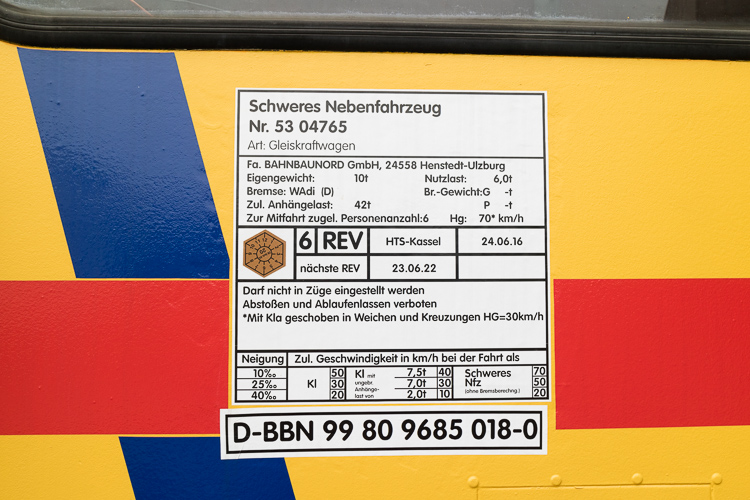 Schweres Nebenfahrzeug
Nr. 53 04765
Art: Gleiskraftwagen
Fa. BAHNBAUNORD GmbH, 24558 Henstedt-Ulzburg
Eigengewicht: 10t Nutzlast: 6,0t
Bremse: WAdi (D) Br.-Gewicht:G -t
Zul. Anhängelast: 42t P -t
Zur Mitfahrt zugel. Personenanzahl:6 Hg: 70* km/h
6 REV HTS-Kassel 24.06.16
nächste REV 23.06.22
Darf nicht in Züge eingestellt werden
Abstoßen und Ablaufenlassen verboten
*Mit Kla geschoben in Weichen und Kreuzungen HG=30km/h
Neigung Zul. Geschwindigkeit in km/h bei der Fahrt als
10‰ Kl 50 Kl mit 7,5t 40 Schweres 70
25‰ 30 ungebr. 7,0t 30 Nfz 50
40‰ 20 Anhänge-last von 2,0t 10 (ohne Bremsberechng.) 20
D-BBN 99 80 9685 018-0